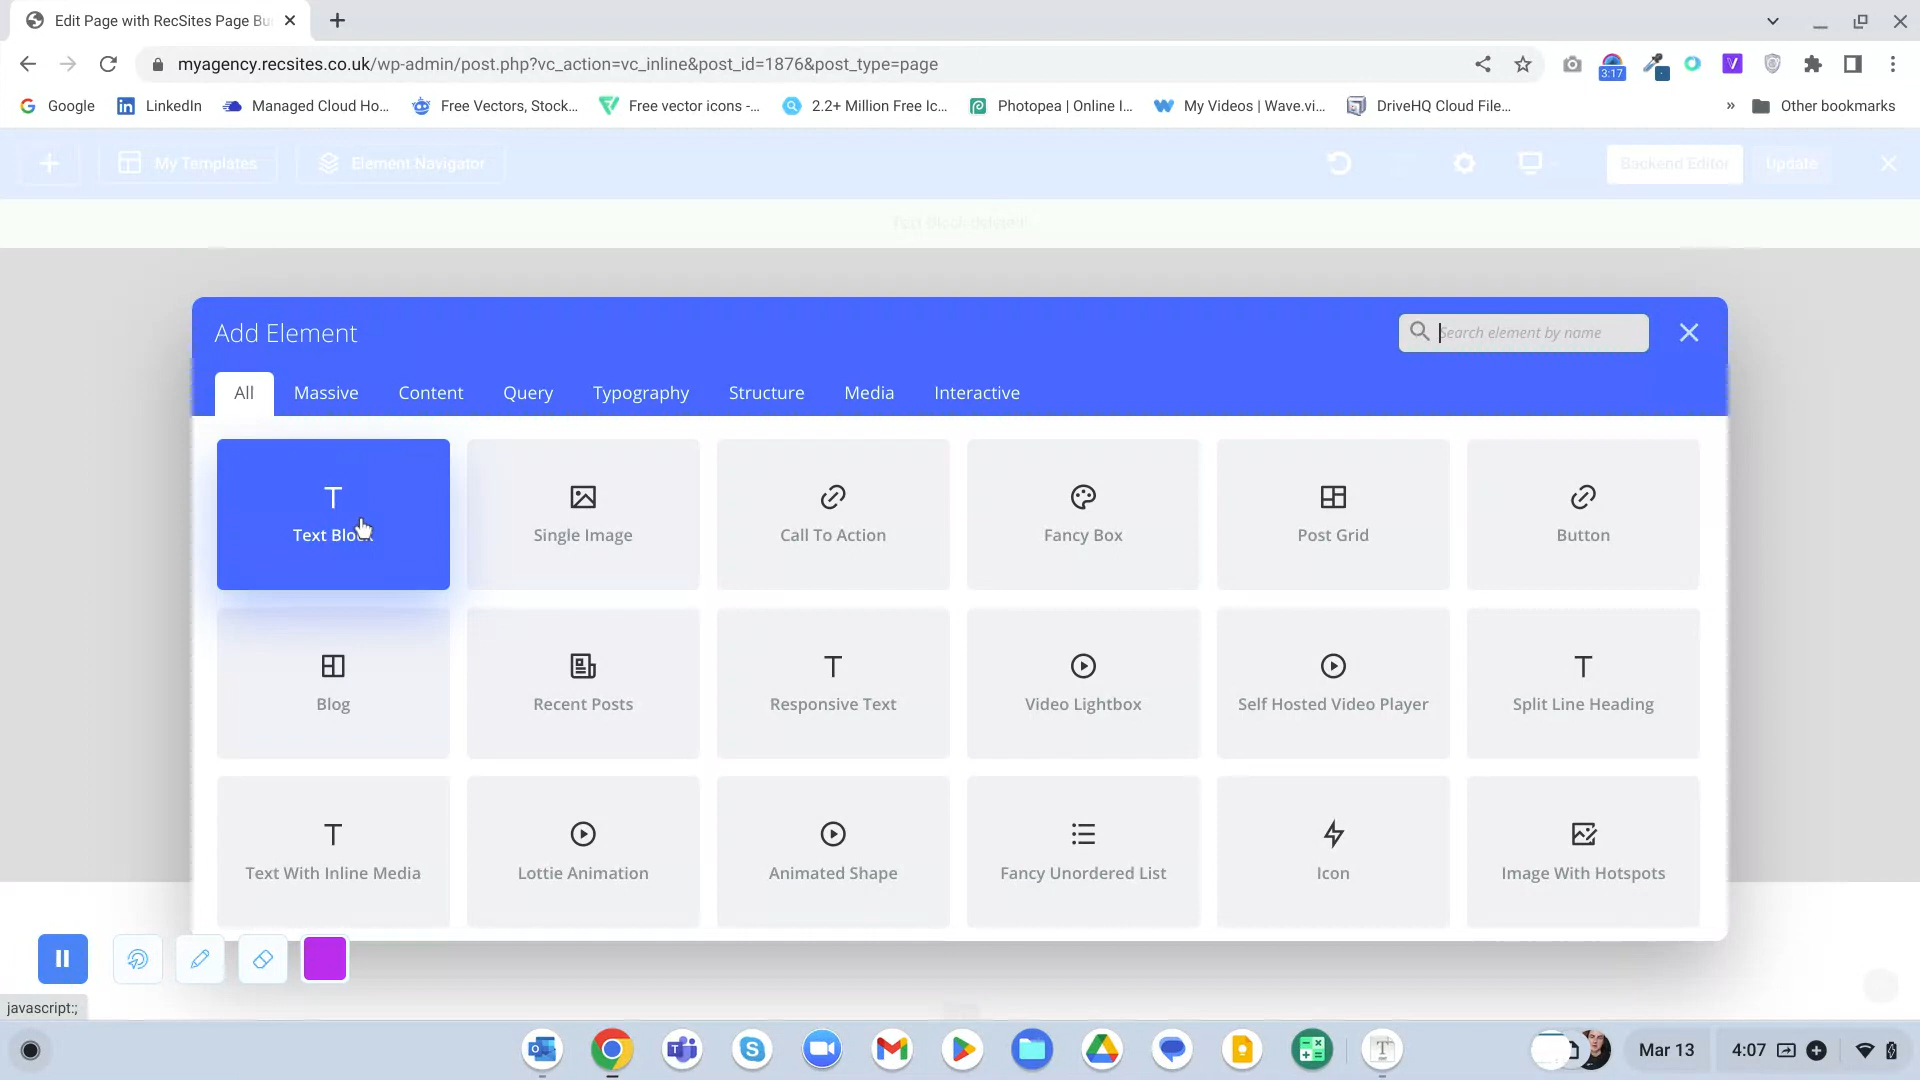 Edit Page with RecSites Page Bu
myagency.recsites.co.uk/wp-admin/post.php?vc_action=vc_inline&post_id=1876&post_type=page
3:17
Google
LinkedIn
Managed Cloud Ho...
Free Vectors, Stock...
Free vector icons -...
2.2+ Million Free Ic...
Photopea | Online I...
My Videos | Wave.vi...
DriveHQ Cloud File...
»
Other bookmarks
My Templates
Element Navigator
Backend Editor
Update
Add Element
Search element by name
All
Massive
Content
Query
Typography
Structure
Media
Interactive
Text Block
Single Image
Call To Action
Fancy Box
Post Grid
Button
Blog
Recent Posts
Responsive Text
Video Lightbox
Self Hosted Video Player
Split Line Heading
Text With Inline Media
Lottie Animation
Animated Shape
Fancy Unordered List
Icon
Image With Hotspots
javascript:;
Mar 13
4:07